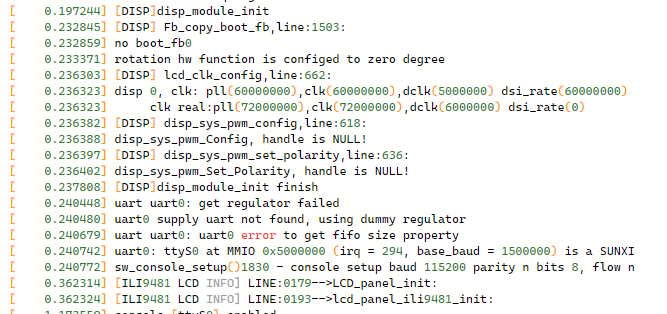 [    0.197244] [DISP]disp_module_init
[    0.232845] [DISP] Fb_copy_boot_fb,line:1503:
[    0.232859] no boot_fb0
[    0.233371] rotation hw function is configed to zero degree
[    0.236303] [DISP] lcd_clk_config,line:662:
[    0.236323] disp 0, clk: pll(60000000),clk(60000000),dclk(5000000) dsi_rate(60000000)
[    0.236323]      clk real:pll(72000000),clk(72000000),dclk(6000000) dsi_rate(0)
[    0.236382] [DISP] disp_sys_pwm_config,line:618:
[    0.236388] disp_sys_pwm_Config, handle is NULL!
[    0.236397] [DISP] disp_sys_pwm_set_polarity,line:636:
[    0.236402] disp_sys_pwm_Set_Polarity, handle is NULL!
[    0.237808] [DISP]disp_module_init finish
[    0.240448] uart uart0: get regulator failed
[    0.240480] uart0 supply uart not found, using dummy regulator
[    0.240679] uart uart0: uart0 error to get fifo size property
[    0.240742] uart0: ttyS0 at MMIO 0x5000000 (irq = 294, base_baud = 1500000) is a SUNXI
[    0.240772] sw_console_setup()1830 - console setup baud 115200 parity n bits 8, flow n
[    0.362314] [ILI9481 LCD INFO] LINE:0179-->LCD_panel_init:
[    0.362324] [ILI9481 LCD INFO] LINE:0193-->lcd_panel_ili9481_init:
[    1.173559] console [ttyS0] enabled